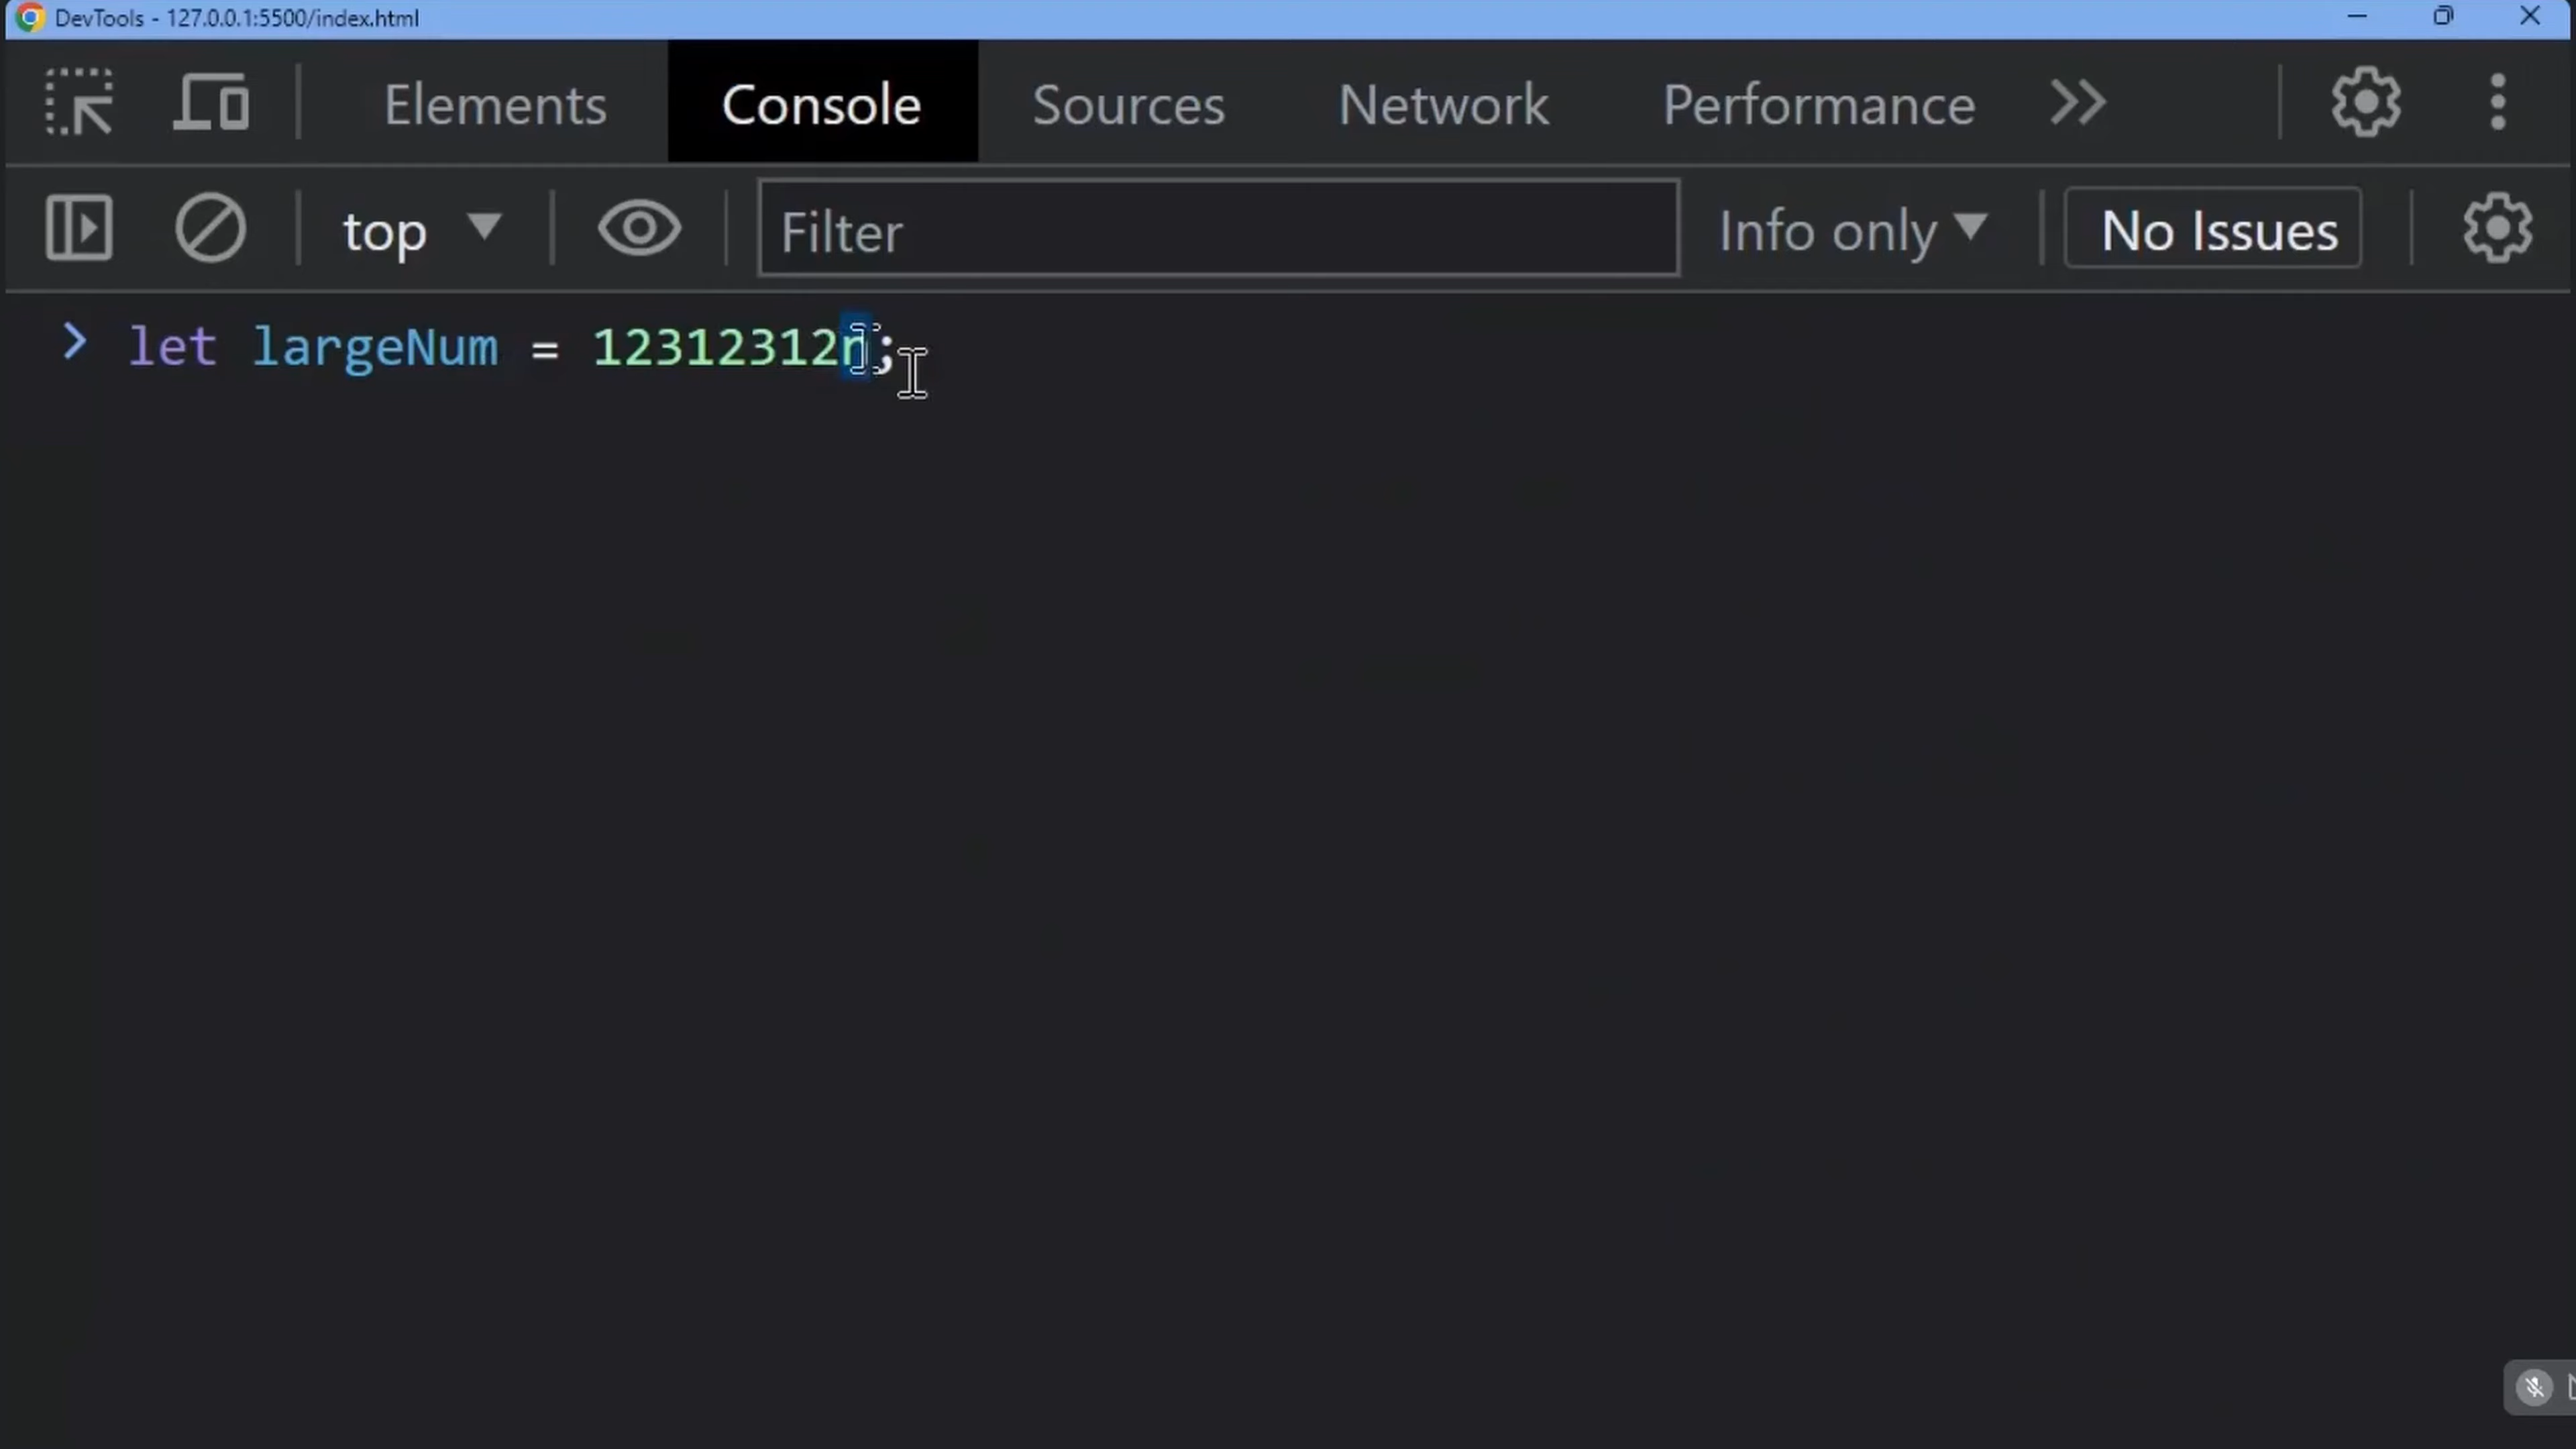 DevTools - 127.0.0.1:5500/index.html
Elements Console Sources Network Performance
top Filter Info only No Issues
let largeNum = 12312312n;